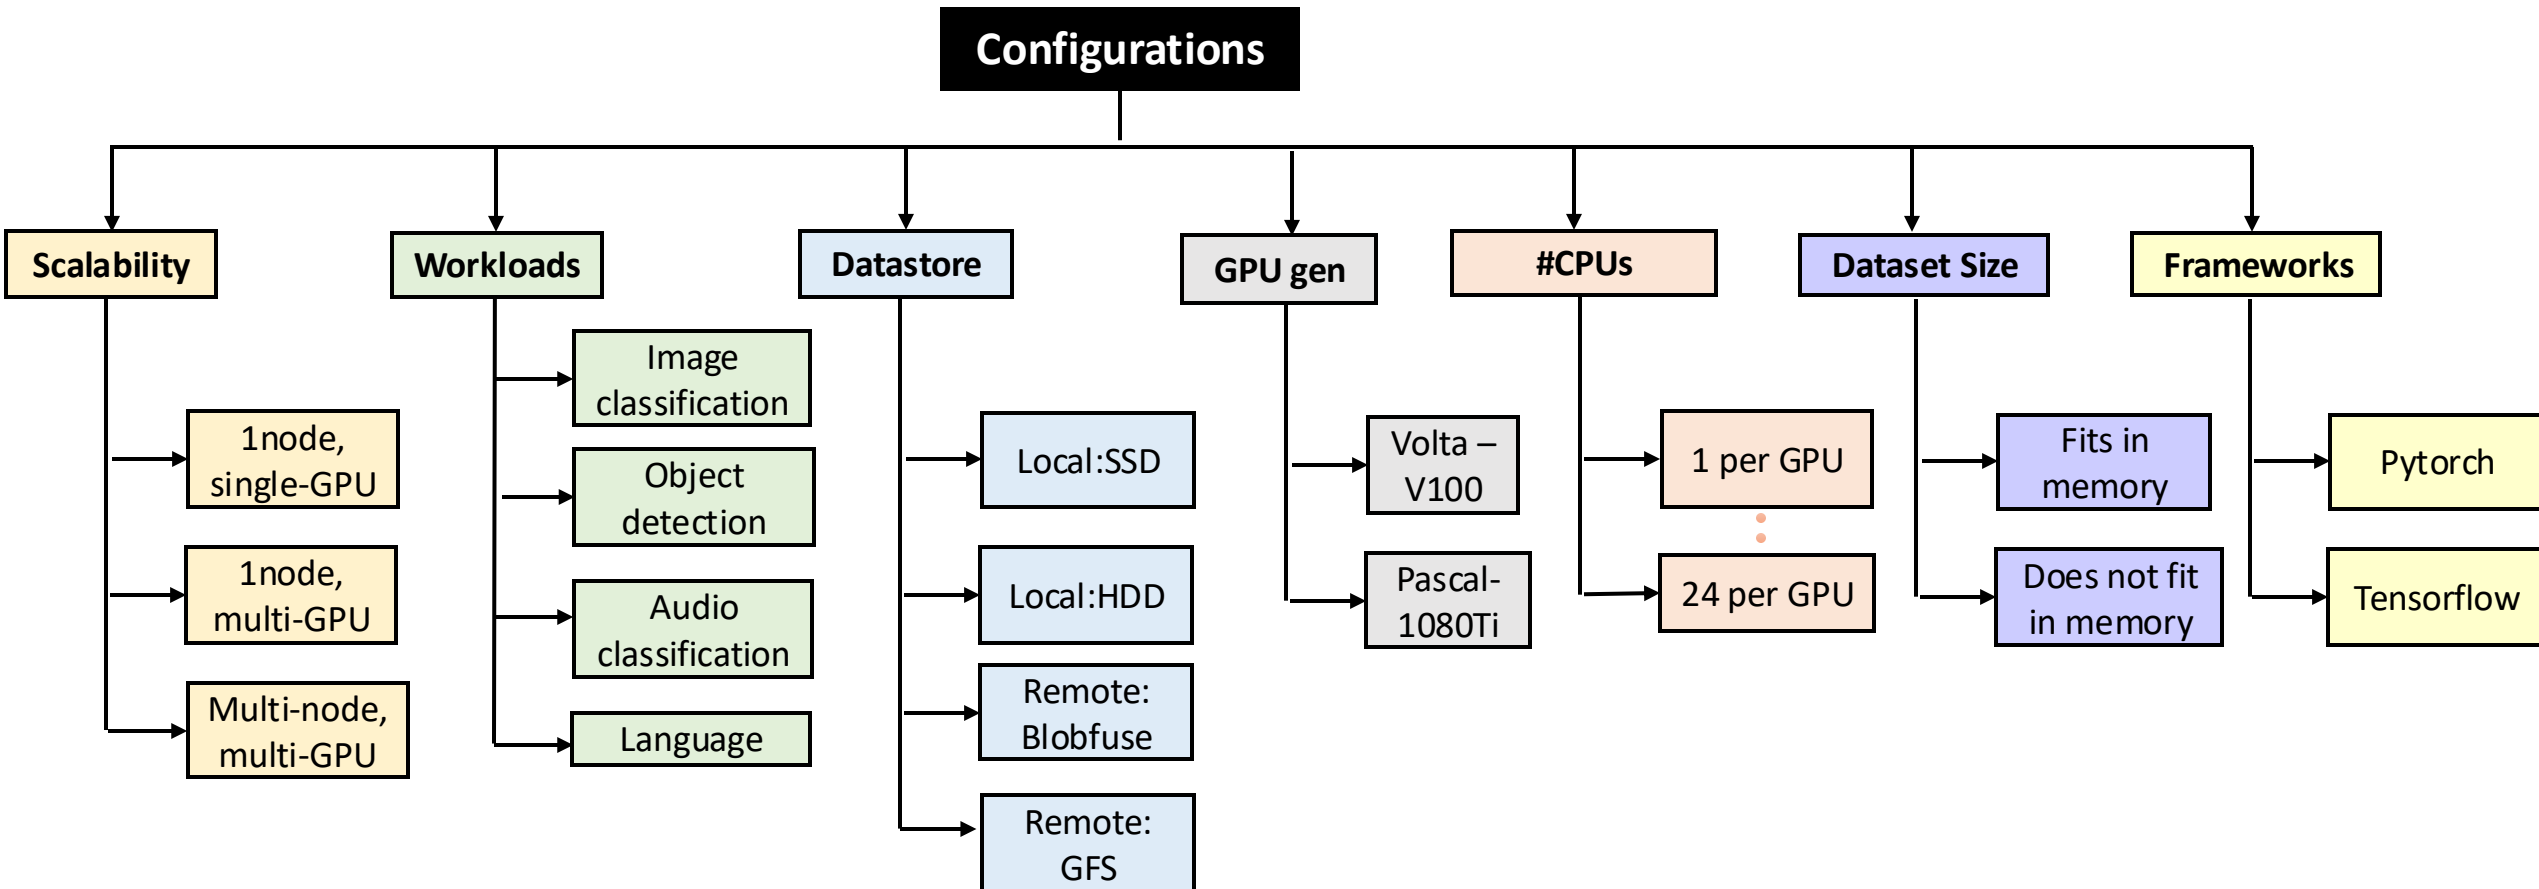 Configurations
Scalability
Workloads
Datastore
GPU gen
#CPUs
Dataset Size
Frameworks
1node,
single-GPU
1node,
multi-GPU
Multi-node,
multi-GPU
Image
classification
Object
detection
Audio
classification
Language
Local:SSD
Local:HDD
Remote:
Blobfuse
Remote:
GFS
Volta –
V100
Pascal-
1080Ti
1 per GPU
24 per GPU
Fits in
memory
Does not fit
in memory
Pytorch
Tensorflow